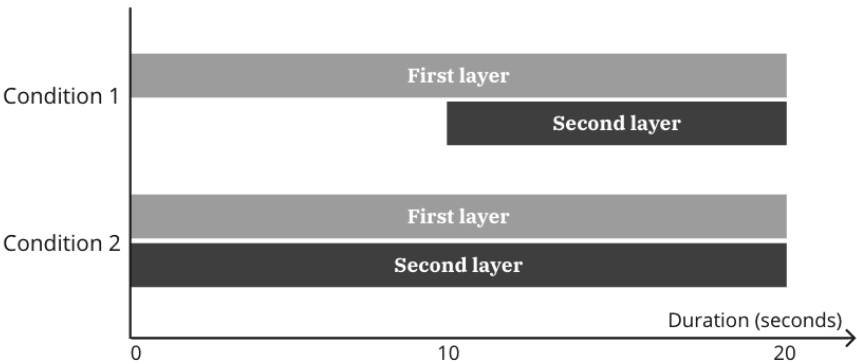 First layer
Condition 1
Second layer
First layer
Condition 2
Second layer
Duration (seconds)
0 10 20